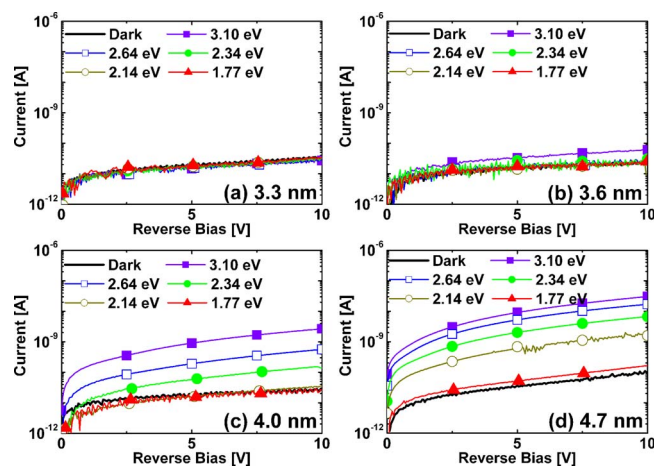 10⁻⁶
Dark 3.10 eV
2.64 eV 2.34 eV
2.14 eV 1.77 eV
Current [A]
10⁻⁹
10⁻¹²
(a) 3.3 nm
0 5 10
Reverse Bias [V]
10⁻⁶
Dark 3.10 eV
2.64 eV 2.34 eV
2.14 eV 1.77 eV
Current [A]
10⁻⁹
10⁻¹²
(b) 3.6 nm
0 5 10
Reverse Bias [V]
10⁻⁶
Dark 3.10 eV
2.64 eV 2.34 eV
2.14 eV 1.77 eV
Current [A]
10⁻⁹
10⁻¹²
(c) 4.0 nm
0 5 10
Reverse Bias [V]
10⁻⁶
Dark 3.10 eV
2.64 eV 2.34 eV
2.14 eV 1.77 eV
Current [A]
10⁻⁹
10⁻¹²
(d) 4.7 nm
0 5 10
Reverse Bias [V]